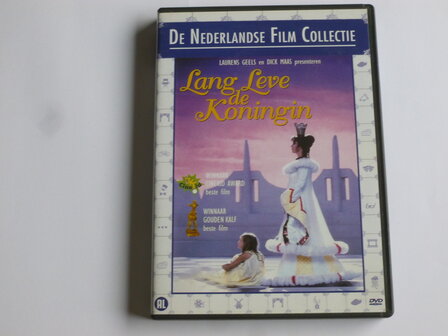 DE NEDERLANDSE FILM COLLECTIE
LAURENS GEELS en DICK MAAS presenteren
Lang Leve
de
Koningin
WINNAAR
CINEKID AWARD
beste film
WINNAAR
GOUDEN KALF
beste film
AL
DVD